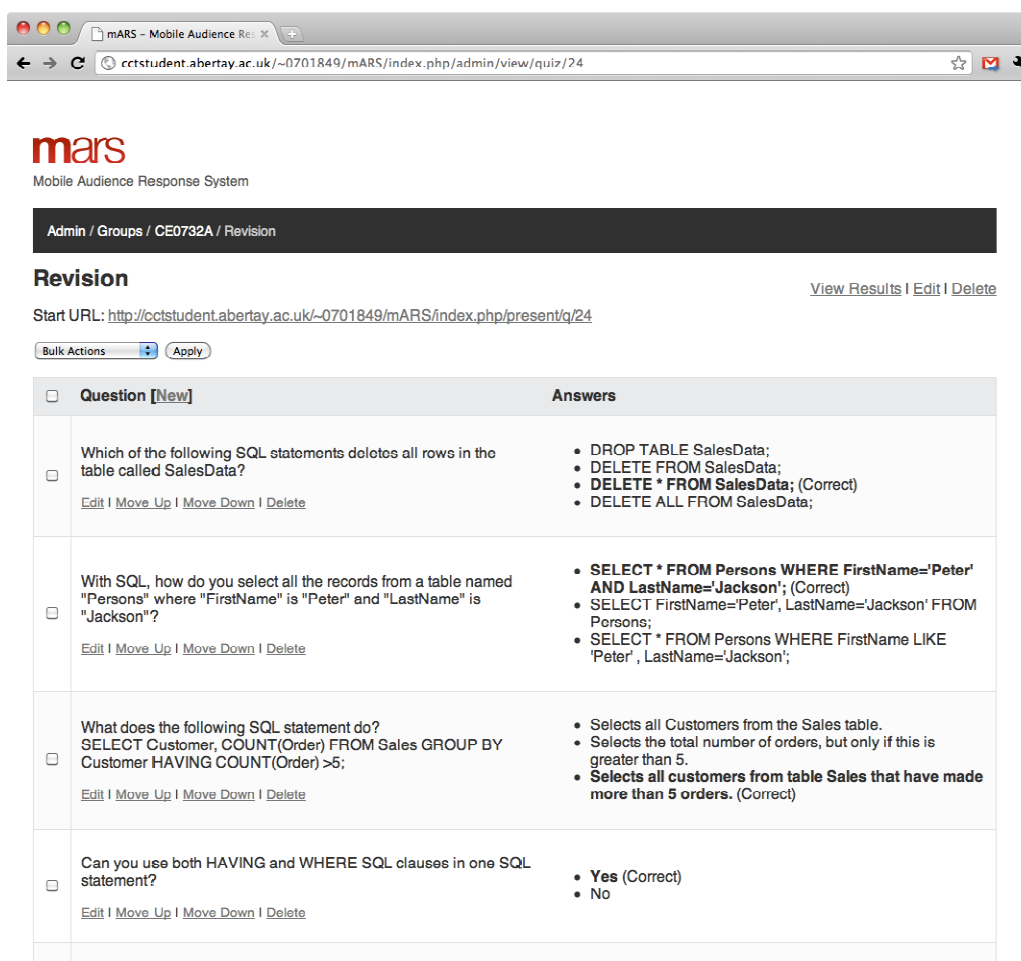 mARS – Mobile Audience Res
cctstudent.abertay.ac.uk/~0701849/mARS/index.php/admin/view/quiz/24
mars
Mobile Audience Response System
Admin / Groups / CE0732A / Revision
Revision
View Results | Edit | Delete
Start URL: http://cctstudent.abertay.ac.uk/~0701849/mARS/index.php/present/q/24
Bulk Actions Apply
Question [New] Answers
Which of the following SQL statements deletes all rows in the
table called SalesData?
Edit | Move Up | Move Down | Delete
• DROP TABLE SalesData;
• DELETE FROM SalesData;
• DELETE * FROM SalesData; (Correct)
• DELETE ALL FROM SalesData;
With SQL, how do you select all the records from a table named
"Persons" where "FirstName" is "Peter" and "LastName" is
"Jackson"?
Edit | Move Up | Move Down | Delete
• SELECT * FROM Persons WHERE FirstName='Peter'
AND LastName='Jackson'; (Correct)
• SELECT FirstName='Peter', LastName='Jackson' FROM
Persons;
• SELECT * FROM Persons WHERE FirstName LIKE
'Peter' , LastName='Jackson';
What does the following SQL statement do?
SELECT Customer, COUNT(Order) FROM Sales GROUP BY
Customer HAVING COUNT(Order) >5;
Edit | Move Up | Move Down | Delete
• Selects all Customers from the Sales table.
• Selects the total number of orders, but only if this is
greater than 5.
• Selects all customers from table Sales that have made
more than 5 orders. (Correct)
Can you use both HAVING and WHERE SQL clauses in one SQL
statement?
Edit | Move Up | Move Down | Delete
• Yes (Correct)
• No